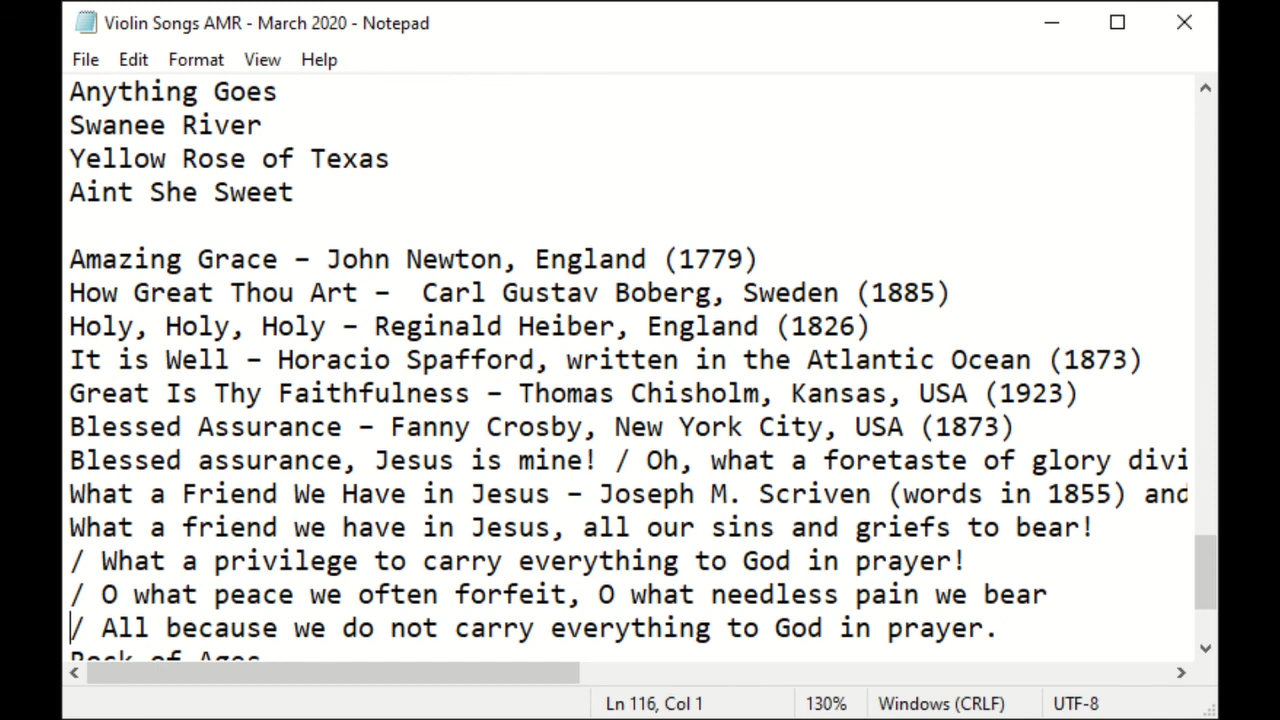 Violin Songs AMR - March 2020 - Notepad
File Edit Format View Help
Anything Goes
Swanee River
Yellow Rose of Texas
Aint She Sweet
Amazing Grace – John Newton, England (1779)
How Great Thou Art –  Carl Gustav Boberg, Sweden (1885)
Holy, Holy, Holy – Reginald Heiber, England (1826)
It is Well – Horacio Spafford, written in the Atlantic Ocean (1873)
Great Is Thy Faithfulness – Thomas Chisholm, Kansas, USA (1923)
Blessed Assurance – Fanny Crosby, New York City, USA (1873)
Blessed assurance, Jesus is mine! / Oh, what a foretaste of glory divi
What a Friend We Have in Jesus – Joseph M. Scriven (words in 1855) and
What a friend we have in Jesus, all our sins and griefs to bear!
/ What a privilege to carry everything to God in prayer!
/ O what peace we often forfeit, O what needless pain we bear
/ All because we do not carry everything to God in prayer.
Rock of Ages
Ln 116, Col 1 130% Windows (CRLF) UTF-8